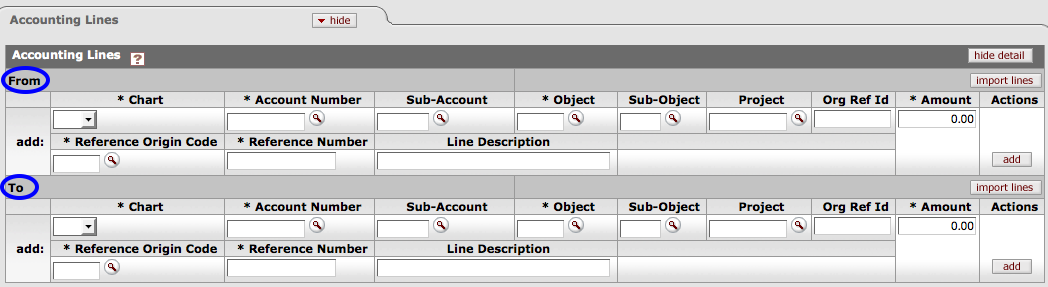 Accounting Lines hide
Accounting Lines ? hide detail
From import lines
* Chart * Account Number Sub-Account * Object Sub-Object Project Org Ref Id * Amount Actions
0.00
add: * Reference Origin Code * Reference Number Line Description
add
To import lines
* Chart * Account Number Sub-Account * Object Sub-Object Project Org Ref Id * Amount Actions
0.00
add: * Reference Origin Code * Reference Number Line Description
add